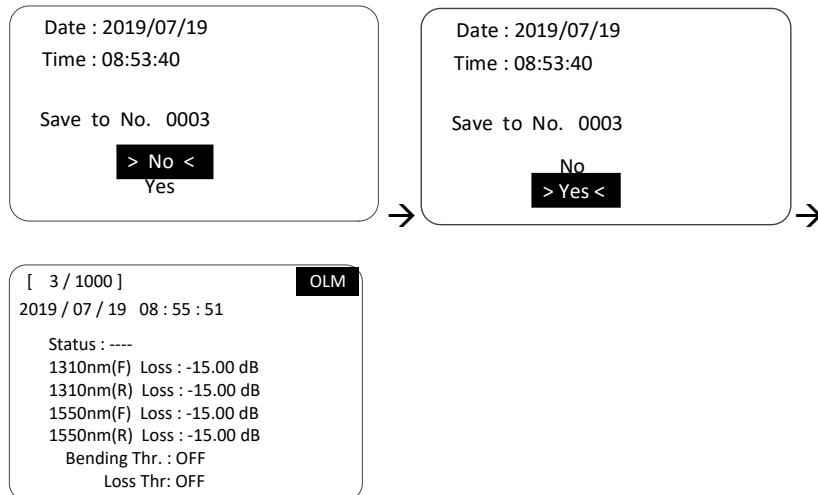 Date : 2019/07/19
Time : 08:53:40
Save to No. 0003
> No <
Yes
→
Date : 2019/07/19
Time : 08:53:40
Save to No. 0003
No
> Yes <
→
[ 3 / 1000 ] OLM
2019 / 07 / 19 08 : 55 : 51
Status : ----
1310nm(F) Loss : -15.00 dB
1310nm(R) Loss : -15.00 dB
1550nm(F) Loss : -15.00 dB
1550nm(R) Loss : -15.00 dB
Bending Thr. : OFF
Loss Thr: OFF